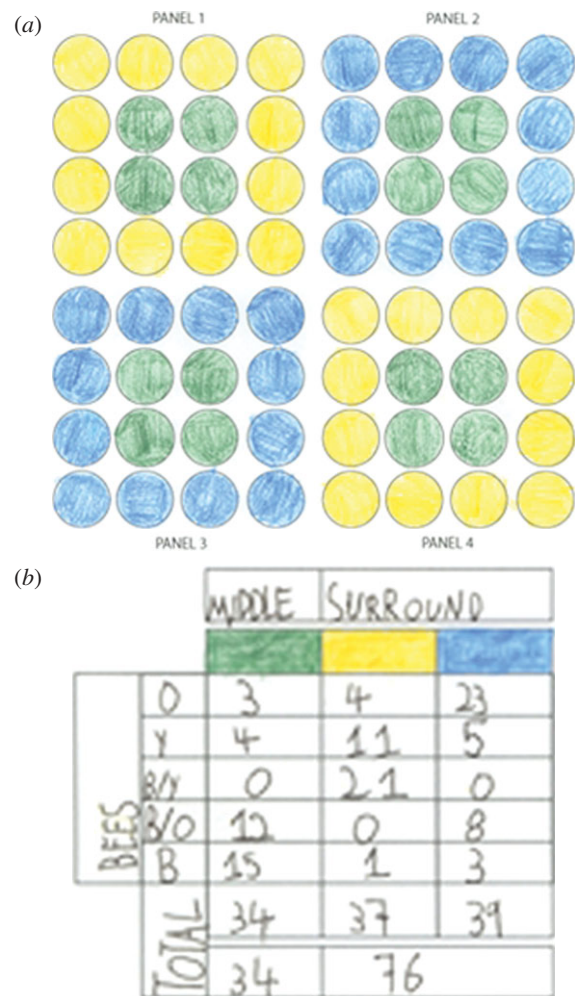 PANEL 1 PANEL 2
(a)
PANEL 3 PANEL 4
(b)
MIDDLE SURROUND
BEES
O 3 4 23
Y 4 11 5
B/Y 0 21 0
B/O 12 0 8
B 15 1 3
TOTAL 34 37 39
34 76